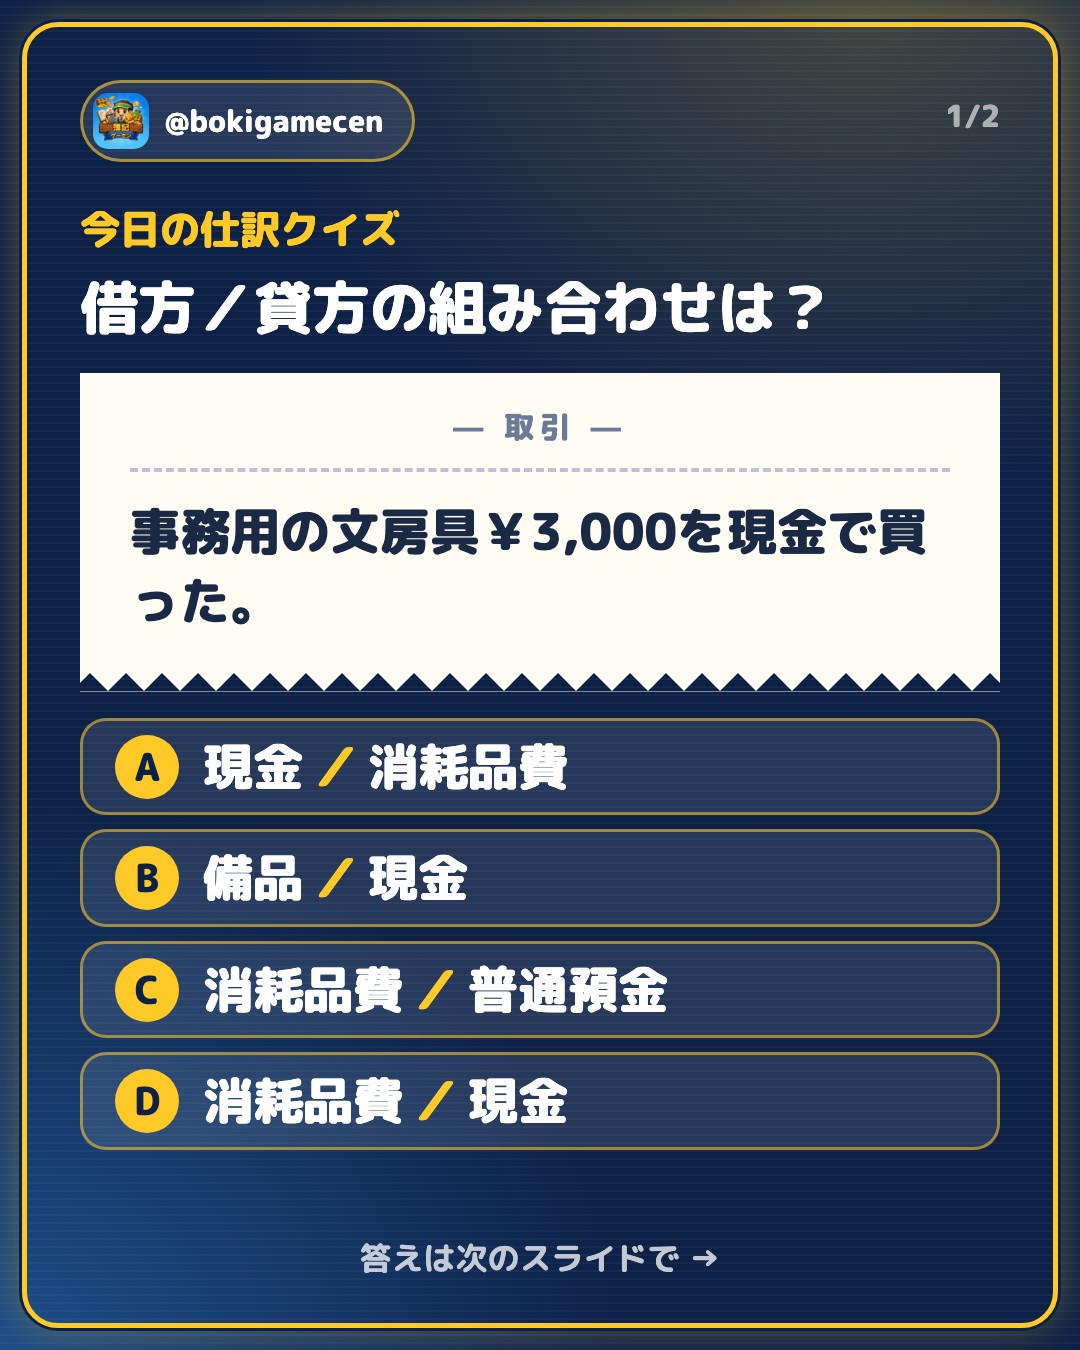 @bokigamecen
1/2
今日の仕訳クイズ
借方／貸方の組み合わせは？
— 取引 —
事務用の文房具￥3,000を現金で買
った。
A 現金 ／ 消耗品費
B 備品 ／ 現金
C 消耗品費 ／ 普通預金
D 消耗品費 ／ 現金
答えは次のスライドで →